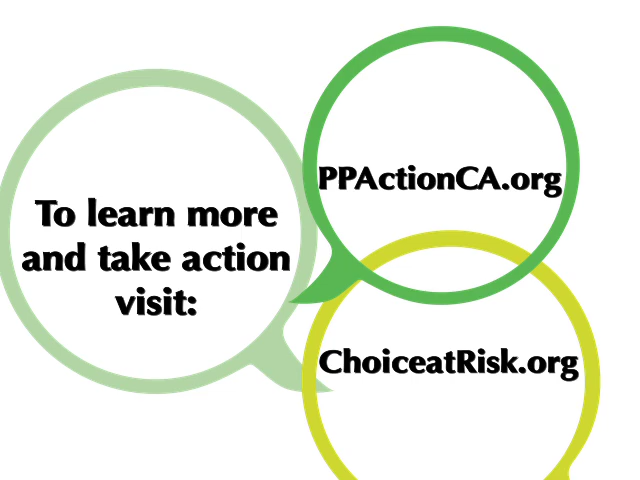 To learn more
and take action
visit:
PPActionCA.org
ChoiceatRisk.org